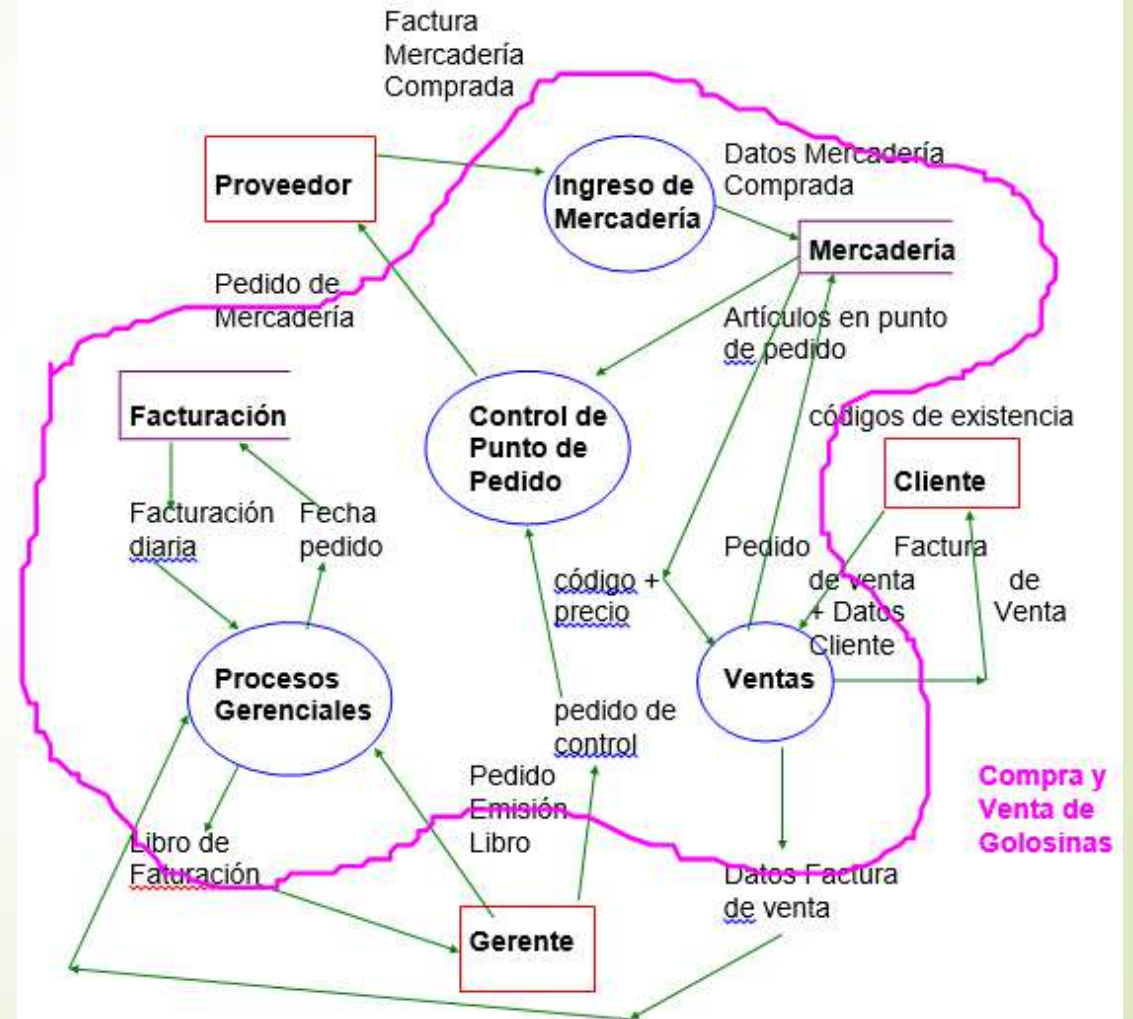 Factura
Mercadería
Comprada
Proveedor
Ingreso de
Mercadería
Datos Mercadería
Comprada
Mercadería
Pedido de
Mercadería
Artículos en punto
de pedido
Facturación
Control de
Punto de
Pedido
códigos de existencia
Cliente
Facturación
diaria
Fecha
pedido
código +
precio
Pedido
de venta
+ Datos
Cliente
Factura
de
Venta
Procesos
Gerenciales
Ventas
pedido de
control
Pedido
Emisión
Libro
Compra y
Venta de
Golosinas
Libro de
Faturación
Datos Factura
de venta
Gerente